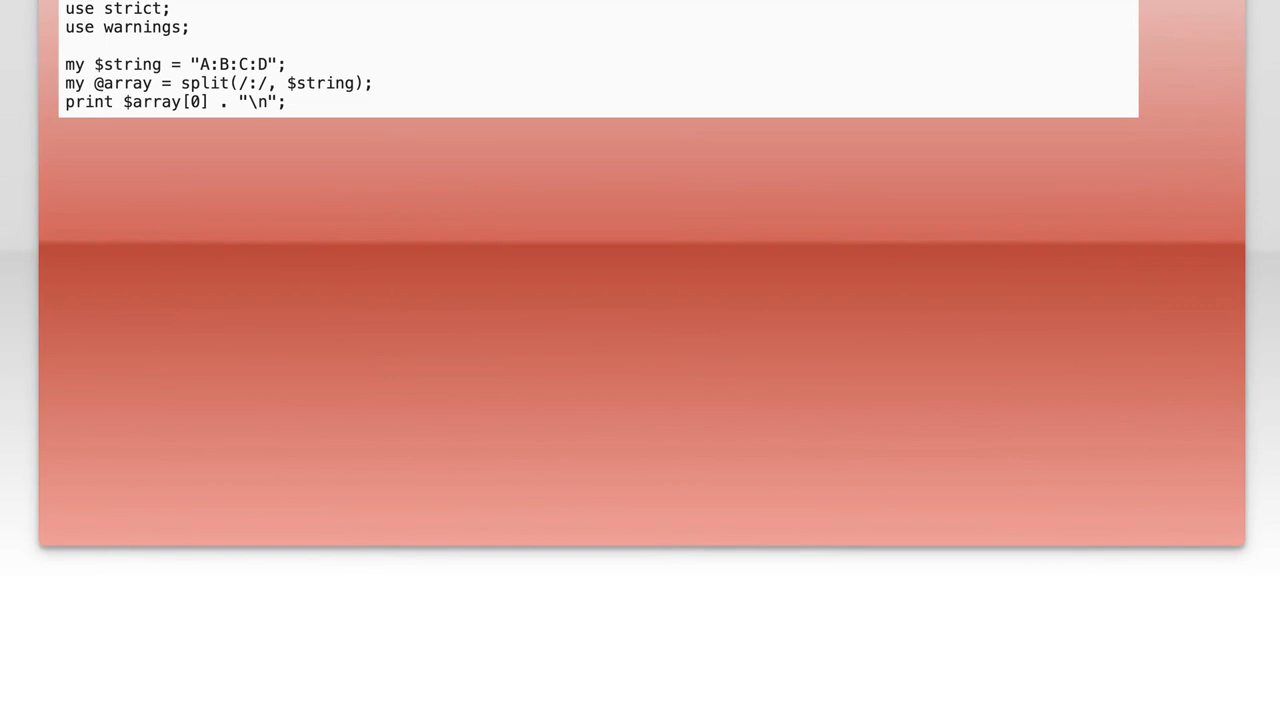 use strict;
use warnings;
my $string = "A:B:C:D";
my @array = split(/:/, $string);
print $array[0] . "\n";